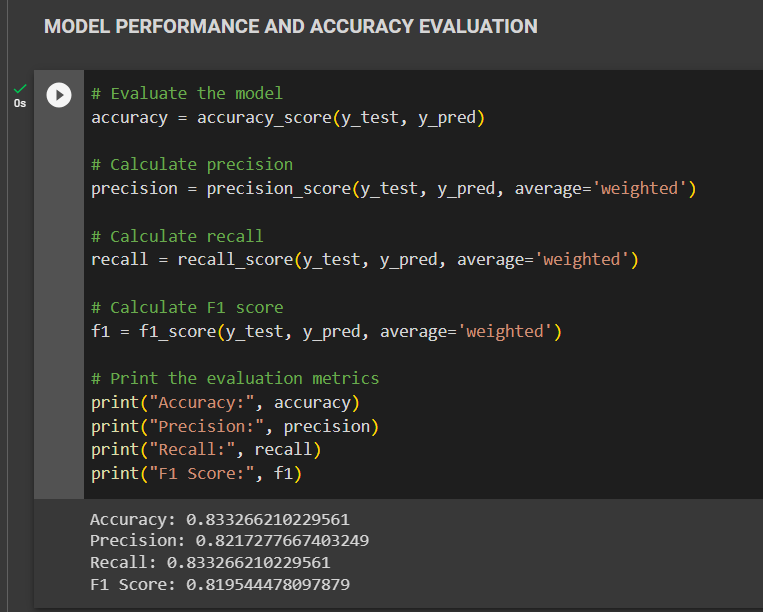 MODEL PERFORMANCE AND ACCURACY EVALUATION
0s
# Evaluate the model
accuracy = accuracy_score(y_test, y_pred)
# Calculate precision
precision = precision_score(y_test, y_pred, average='weighted')
# Calculate recall
recall = recall_score(y_test, y_pred, average='weighted')
# Calculate F1 score
f1 = f1_score(y_test, y_pred, average='weighted')
# Print the evaluation metrics
print("Accuracy:", accuracy)
print("Precision:", precision)
print("Recall:", recall)
print("F1 Score:", f1)
Accuracy: 0.833266210229561
Precision: 0.8217277667403249
Recall: 0.833266210229561
F1 Score: 0.819544478097879